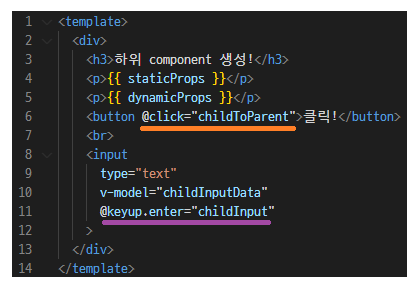 1 <template>
2 <div>
3 <h3>하위 component 생성!</h3>
4 <p>{{ staticProps }}</p>
5 <p>{{ dynamicProps }}</p>
6 <button @click="childToParent">클릭!</button>
7 <br>
8 <input
9 type="text"
10 v-model="childInputData"
11 @keyup.enter="childInput"
12 >
13 </div>
14 </template>